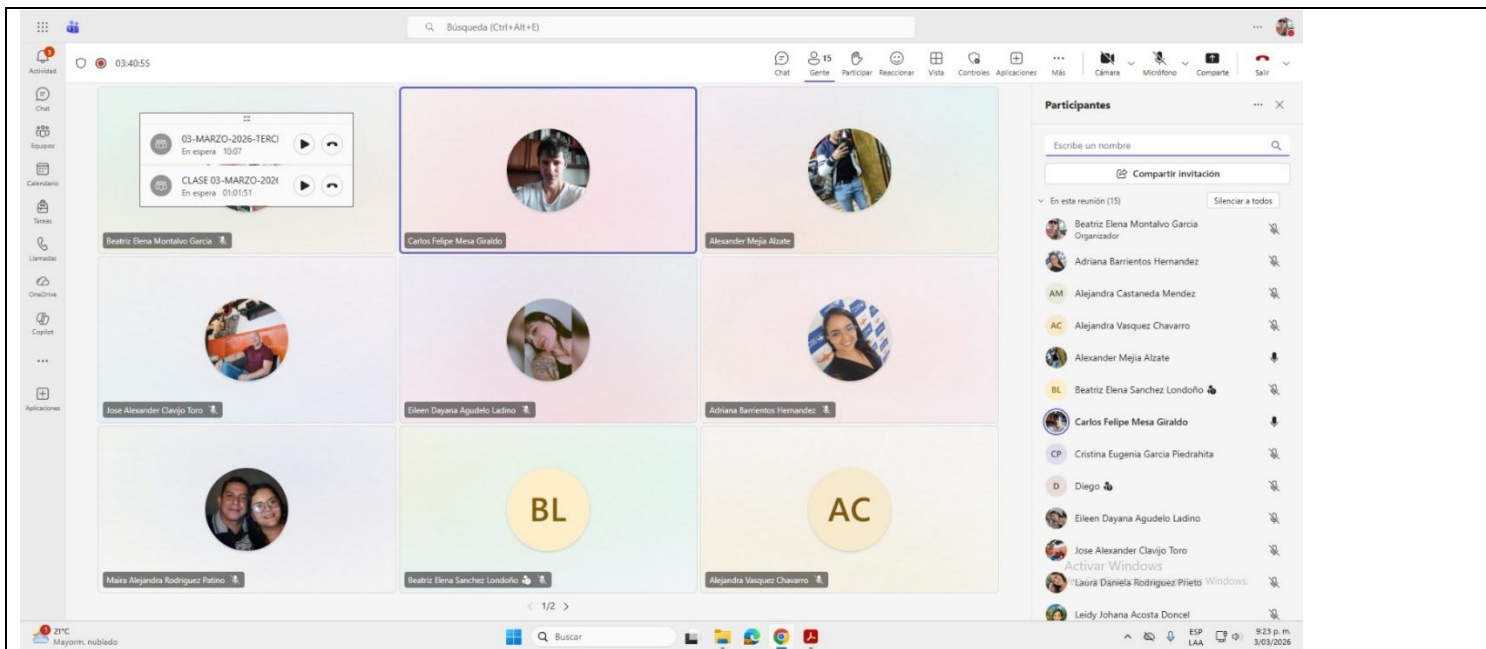 Búsqueda (Ctrl+Alt+E)
3
Actividad
Chat
Equipos
Calendario
Tareas
Llamadas
OneDrive
Copilot
Aplicaciones
03:40:55
Chat
15
Gente
Participar
Reaccionar
Vista
Controles
Aplicaciones
Más
Cámara
Micrófono
Comparte
Salir
03-MARZO-2026-TERCI
En espera 10:07
CLASE 03-MARZO-2026
En espera 01:01:51
Beatriz Elena Montalvo Garcia
Carlos Felipe Mesa Giraldo
Alexander Mejia Alzate
Jose Alexander Clavijo Toro
Eileen Dayana Agudelo Ladino
Adriana Barrientos Hernandez
BL
AC
Maira Alejandra Rodriguez Patino
Beatriz Elena Sanchez Londoño
Alejandra Vasquez Chavarro
1/2
Participantes
Escribe un nombre
Compartir invitación
En esta reunión (15)
Silenciar a todos
Beatriz Elena Montalvo Garcia
Organizador
Adriana Barrientos Hernandez
AM Alejandra Castaneda Mendez
AC Alejandra Vasquez Chavarro
Alexander Mejia Alzate
BL Beatriz Elena Sanchez Londoño
Carlos Felipe Mesa Giraldo
CP Cristina Eugenia Garcia Piedrahita
D Diego
Eileen Dayana Agudelo Ladino
Jose Alexander Clavijo Toro
Activar Windows
Laura Daniela Rodriguez Prieto
Windows.
Leidy Johana Acosta Doncel
1
21°C
Mayorm. nublado
Buscar
ESP
LAA
9:23 p. m.
3/03/2026